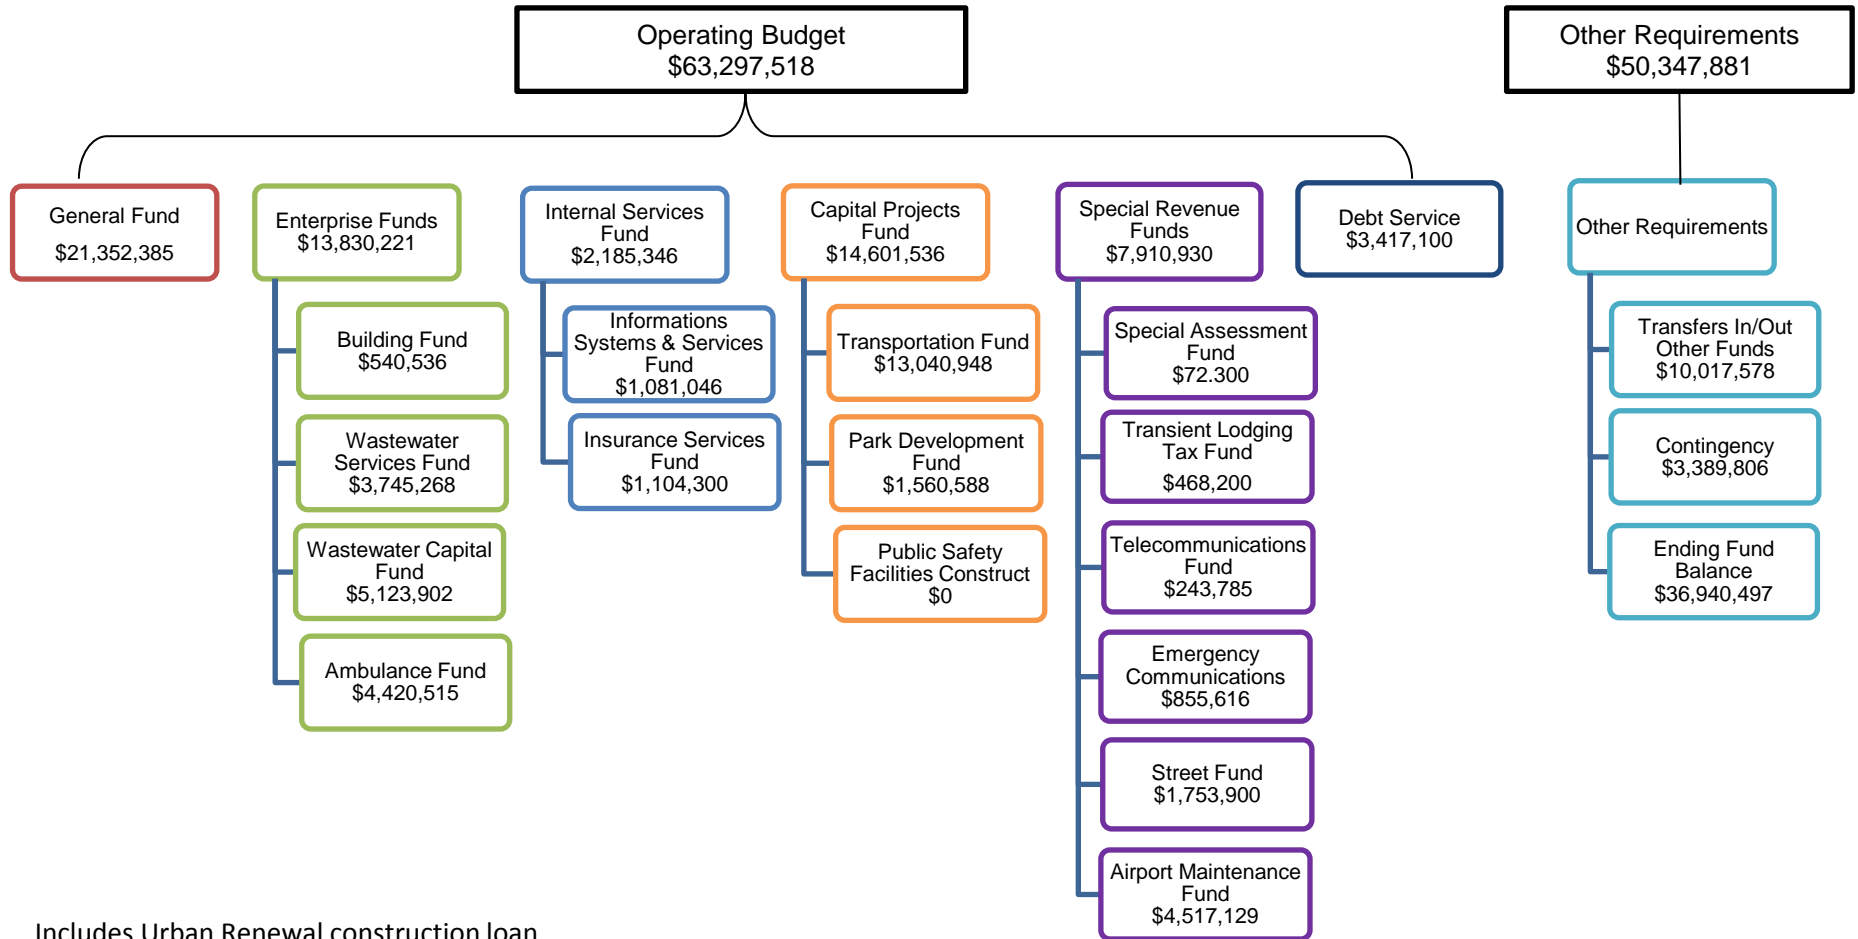 Operating Budget
$63,297,518
Other Requirements
$50,347,881
General Fund
$21,352,385
Enterprise Funds
$13,830,221
Internal Services
Fund
$2,185,346
Capital Projects
Fund
$14,601,536
Special Revenue
Funds
$7,910,930
Debt Service
$3,417,100
Other Requirements
Building Fund
$540,536
Wastewater
Services Fund
$3,745,268
Wastewater Capital
Fund
$5,123,902
Ambulance Fund
$4,420,515
Informations
Systems & Services
Fund
$1,081,046
Insurance Services
Fund
$1,104,300
Transportation Fund
$13,040,948
Park Development
Fund
$1,560,588
Public Safety
Facilities Construct
$0
Special Assessment
Fund
$72.300
Transient Lodging
Tax Fund
$468,200
Telecommunications
Fund
$243,785
Emergency
Communications
$855,616
Street Fund
$1,753,900
Airport Maintenance
Fund
$4,517,129
Transfers In/Out
Other Funds
$10,017,578
Contingency
$3,389,806
Ending Fund
Balance
$36,940,497
Includes Urban Renewal construction loan